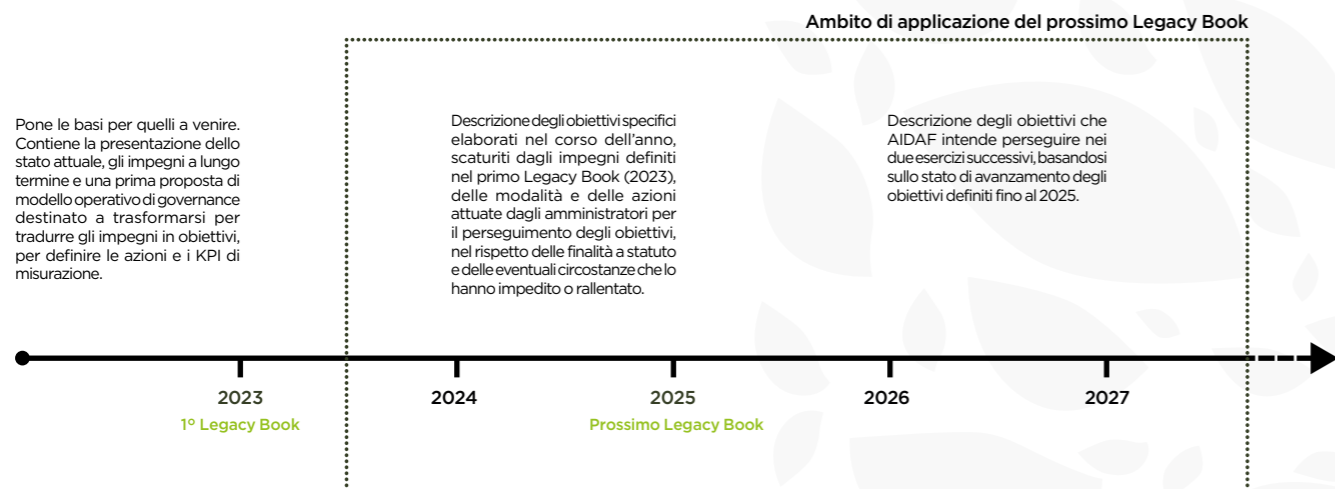 Ambito di applicazione del prossimo Legacy Book
Pone le basi per quelli a venire.
Contiene la presentazione dello
stato attuale, gli impegni a lungo
termine e una prima proposta di
modello operativo di governance
destinato a trasformarsi per
tradurre gli impegni in obiettivi,
per definire le azioni e i KPI di
misurazione.
Descrizione degli obiettivi specifici
elaborati nel corso dell'anno,
scaturiti dagli impegni definiti
nel primo Legacy Book (2023),
delle modalità e delle azioni
attuate dagli amministratori per
il perseguimento degli obiettivi,
nel rispetto delle finalità a statuto
e delle eventuali circostanze che lo
hanno impedito o rallentato.
Descrizione degli obiettivi che
AIDAF intende perseguire nei
due esercizi successivi, basandosi
sullo stato di avanzamento degli
obiettivi definiti fino al 2025.
2023
2024
2025
2026
2027
1º Legacy Book
Prossimo Legacy Book